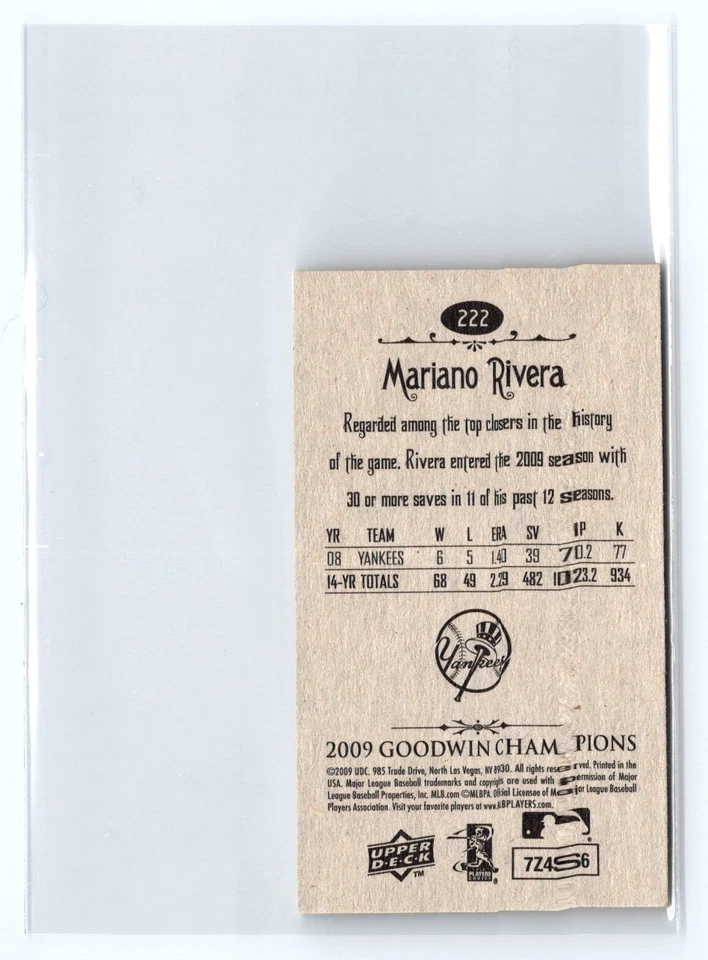 222
Mariano Rivera
Regarded among the top closers in the history
of the game, Rivera entered the 2009 season with
30 or more saves in 11 of his past 12 seasons.
YR TEAM W L ERA SV IP K
08 YANKEES 6 5 1.40 39 70.2 77
14-YR TOTALS 68 49 2.29 482 1023.2 934
Yankees
2009 GOODWIN CHAMPIONS
©2009 UDC. 985 Trade Drive, North Las Vegas, NV 8930. All rights reserved. Printed in the
USA. Major League Baseball trademarks and copyrights are used with permission of Major
League Baseball Properties, Inc. MLB.com ©MLBPA Official Licensee of Major League Baseball
Players Association. Visit your favorite players at www.MLBPLAYERS.com.
UPPER
D·E·C·K
TM
PLAYERS
CHOICE
®
7Z4S6